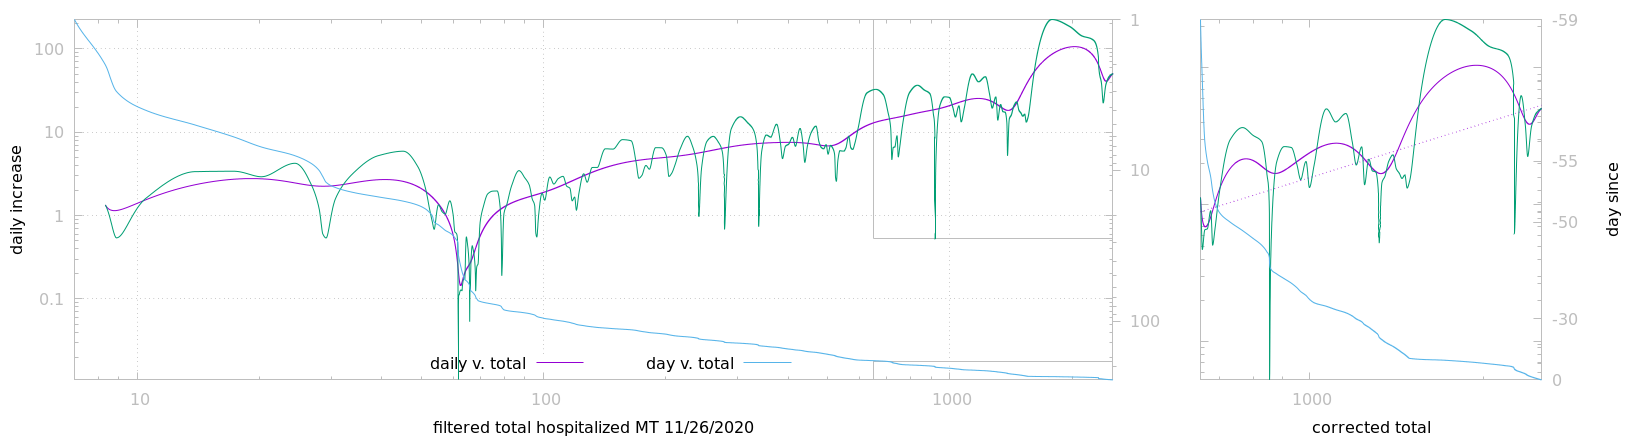 daily increase
100
10
1
0.1
daily v. total
day v. total
10
100
1000
filtered total hospitalized MT 11/26/2020
1
10
100
1000
corrected total
-59
-55
-50
-30
0
day since